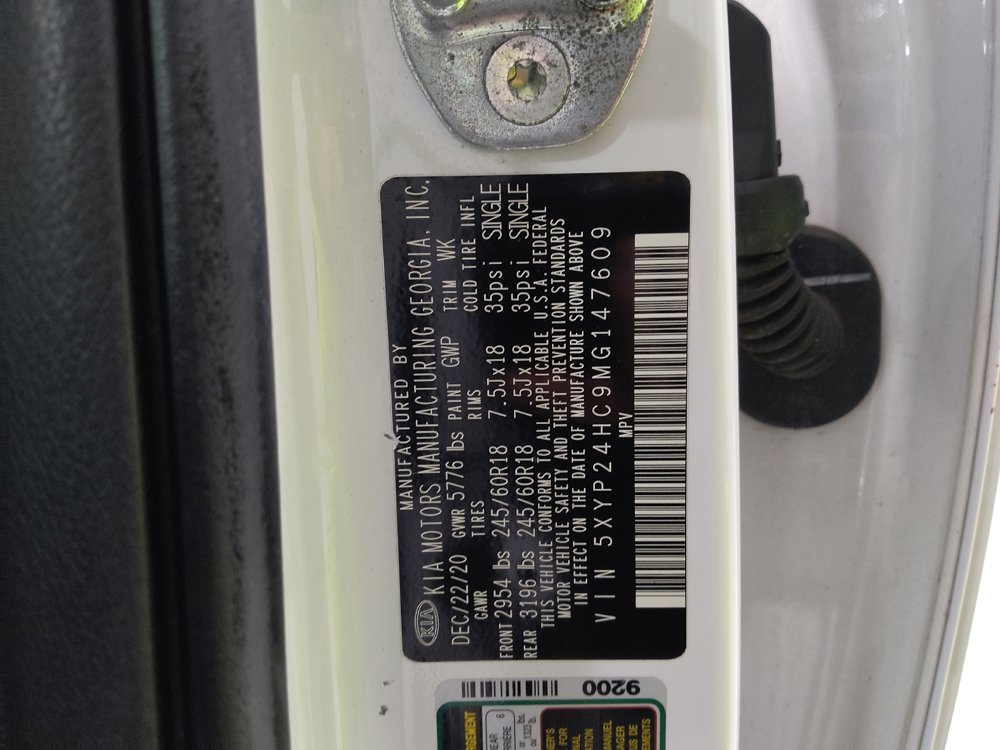 MANUFACTURED BY
KIA KIA MOTORS MANUFACTURING GEORGIA, INC.
DEC/22/20 GVWR 5776 lbs PAINT GWP TRIM WK
GAWR TIRES RIMS COLD TIRE INFL
FRONT 2954 lbs 245/60R18 7.5Jx18 35psi SINGLE
REAR 3196 lbs 245/60R18 7.5Jx18 35psi SINGLE
THIS VEHICLE CONFORMS TO ALL APPLICABLE U.S.A. FEDERAL
MOTOR VEHICLE SAFETY AND THEFT PREVENTION STANDARDS
IN EFFECT ON THE DATE OF MANUFACTURE SHOWN ABOVE
VIN 5XYP24HC9MG147609
MPV
9200